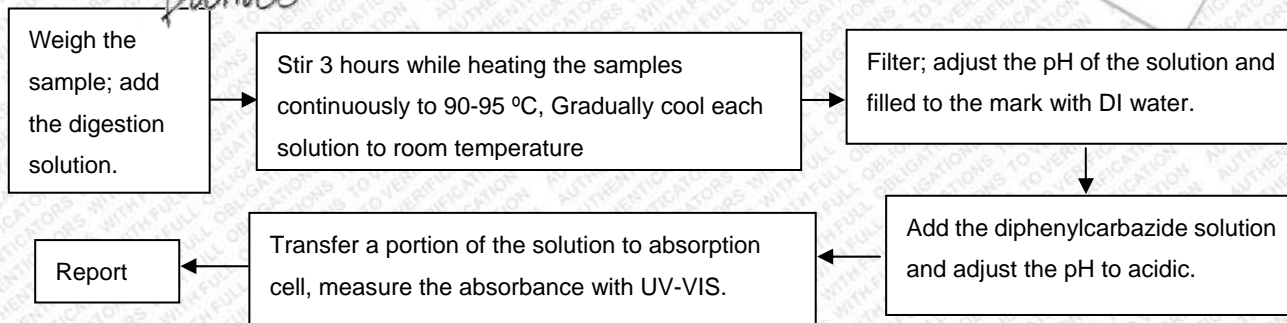 Weigh the
sample; add
the digestion
solution.
Stir 3 hours while heating the samples
continuously to 90-95 ºC, Gradually cool each
solution to room temperature
Filter; adjust the pH of the solution and
filled to the mark with DI water.
Add the diphenylcarbazide solution
and adjust the pH to acidic.
Transfer a portion of the solution to absorption
cell, measure the absorbance with UV-VIS.
Report